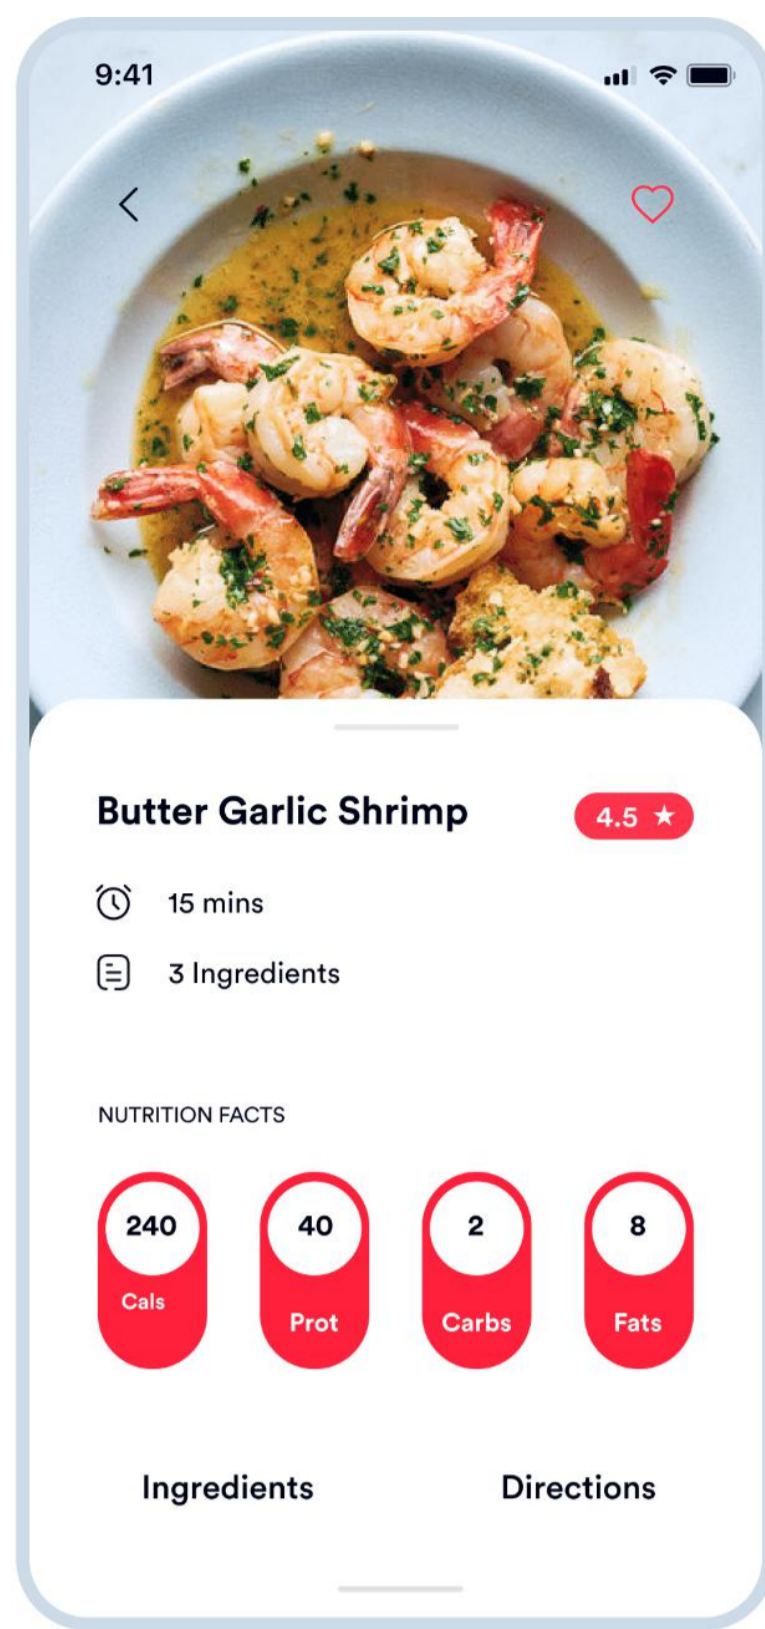 9:41
Butter Garlic Shrimp
4.5 ★
15 mins
3 Ingredients
NUTRITION FACTS
240 40 2 8
Cals Prot Carbs Fats
Ingredients Directions